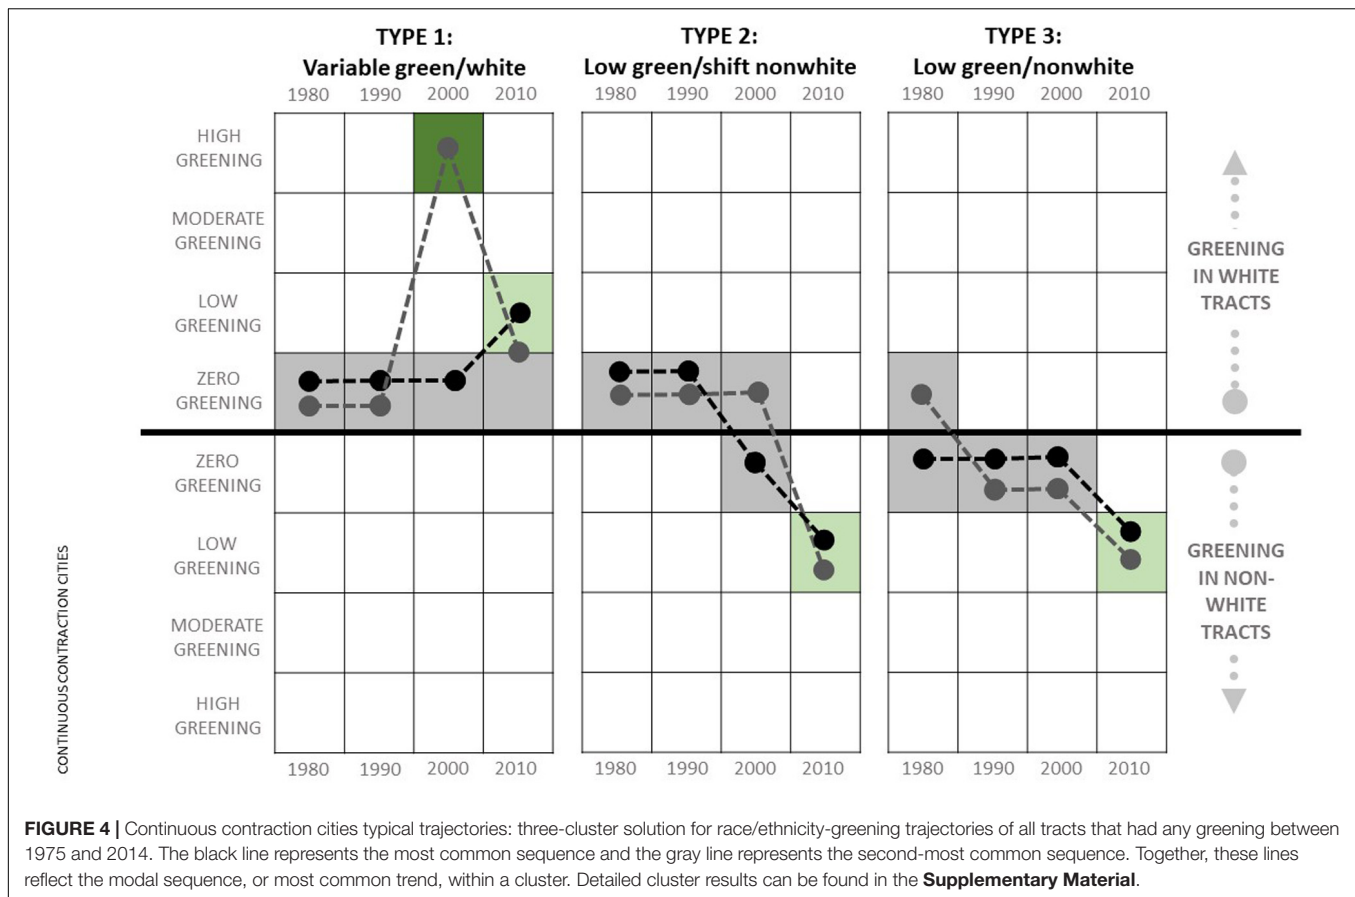 TYPE 1:
Variable green/white
TYPE 2:
Low green/shift nonwhite
TYPE 3:
Low green/nonwhite
1980 1990 2000 2010
1980 1990 2000 2010
1980 1990 2000 2010
HIGH
GREENING
MODERATE
GREENING
LOW
GREENING
ZERO
GREENING
ZERO
GREENING
LOW
GREENING
MODERATE
GREENING
HIGH
GREENING
GREENING
IN WHITE
TRACTS
GREENING
IN NON-
WHITE
TRACTS
CONTINUOUS CONTRACTION CITIES
1980 1990 2000 2010
1980 1990 2000 2010
1980 1990 2000 2010
FIGURE 4 | Continuous contraction cities typical trajectories: three-cluster solution for race/ethnicity-greening trajectories of all tracts that had any greening between
1975 and 2014. The black line represents the most common sequence and the gray line represents the second-most common sequence. Together, these lines
reflect the modal sequence, or most common trend, within a cluster. Detailed cluster results can be found in the Supplementary Material.